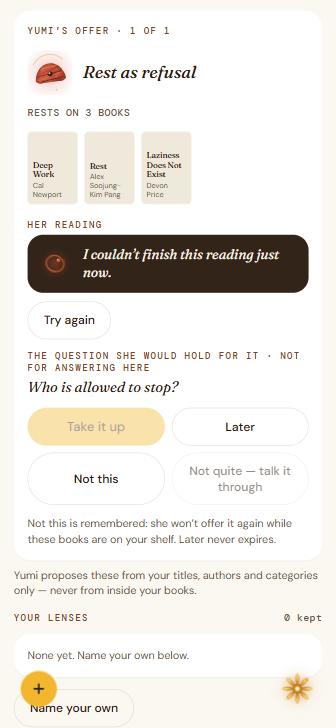 YUMI'S OFFER · 1 OF 1
Rest as refusal
RESTS ON 3 BOOKS
Deep
Work
Cal
Newport
Rest
Alex
Soojung-
Kim Pang
Laziness
Does Not
Exist
Devon
Price
HER READING
I couldn't finish this reading just
now.
Try again
THE QUESTION SHE WOULD HOLD FOR IT · NOT
FOR ANSWERING HERE
Who is allowed to stop?
Take it up
Later
Not this
Not quite — talk it
through
Not this is remembered: she won't offer it again while
these books are on your shelf. Later never expires.
Yumi proposes these from your titles, authors and categories
only — never from inside your books.
YOUR LENSES
0 kept
None yet. Name your own below.
+
Name your own